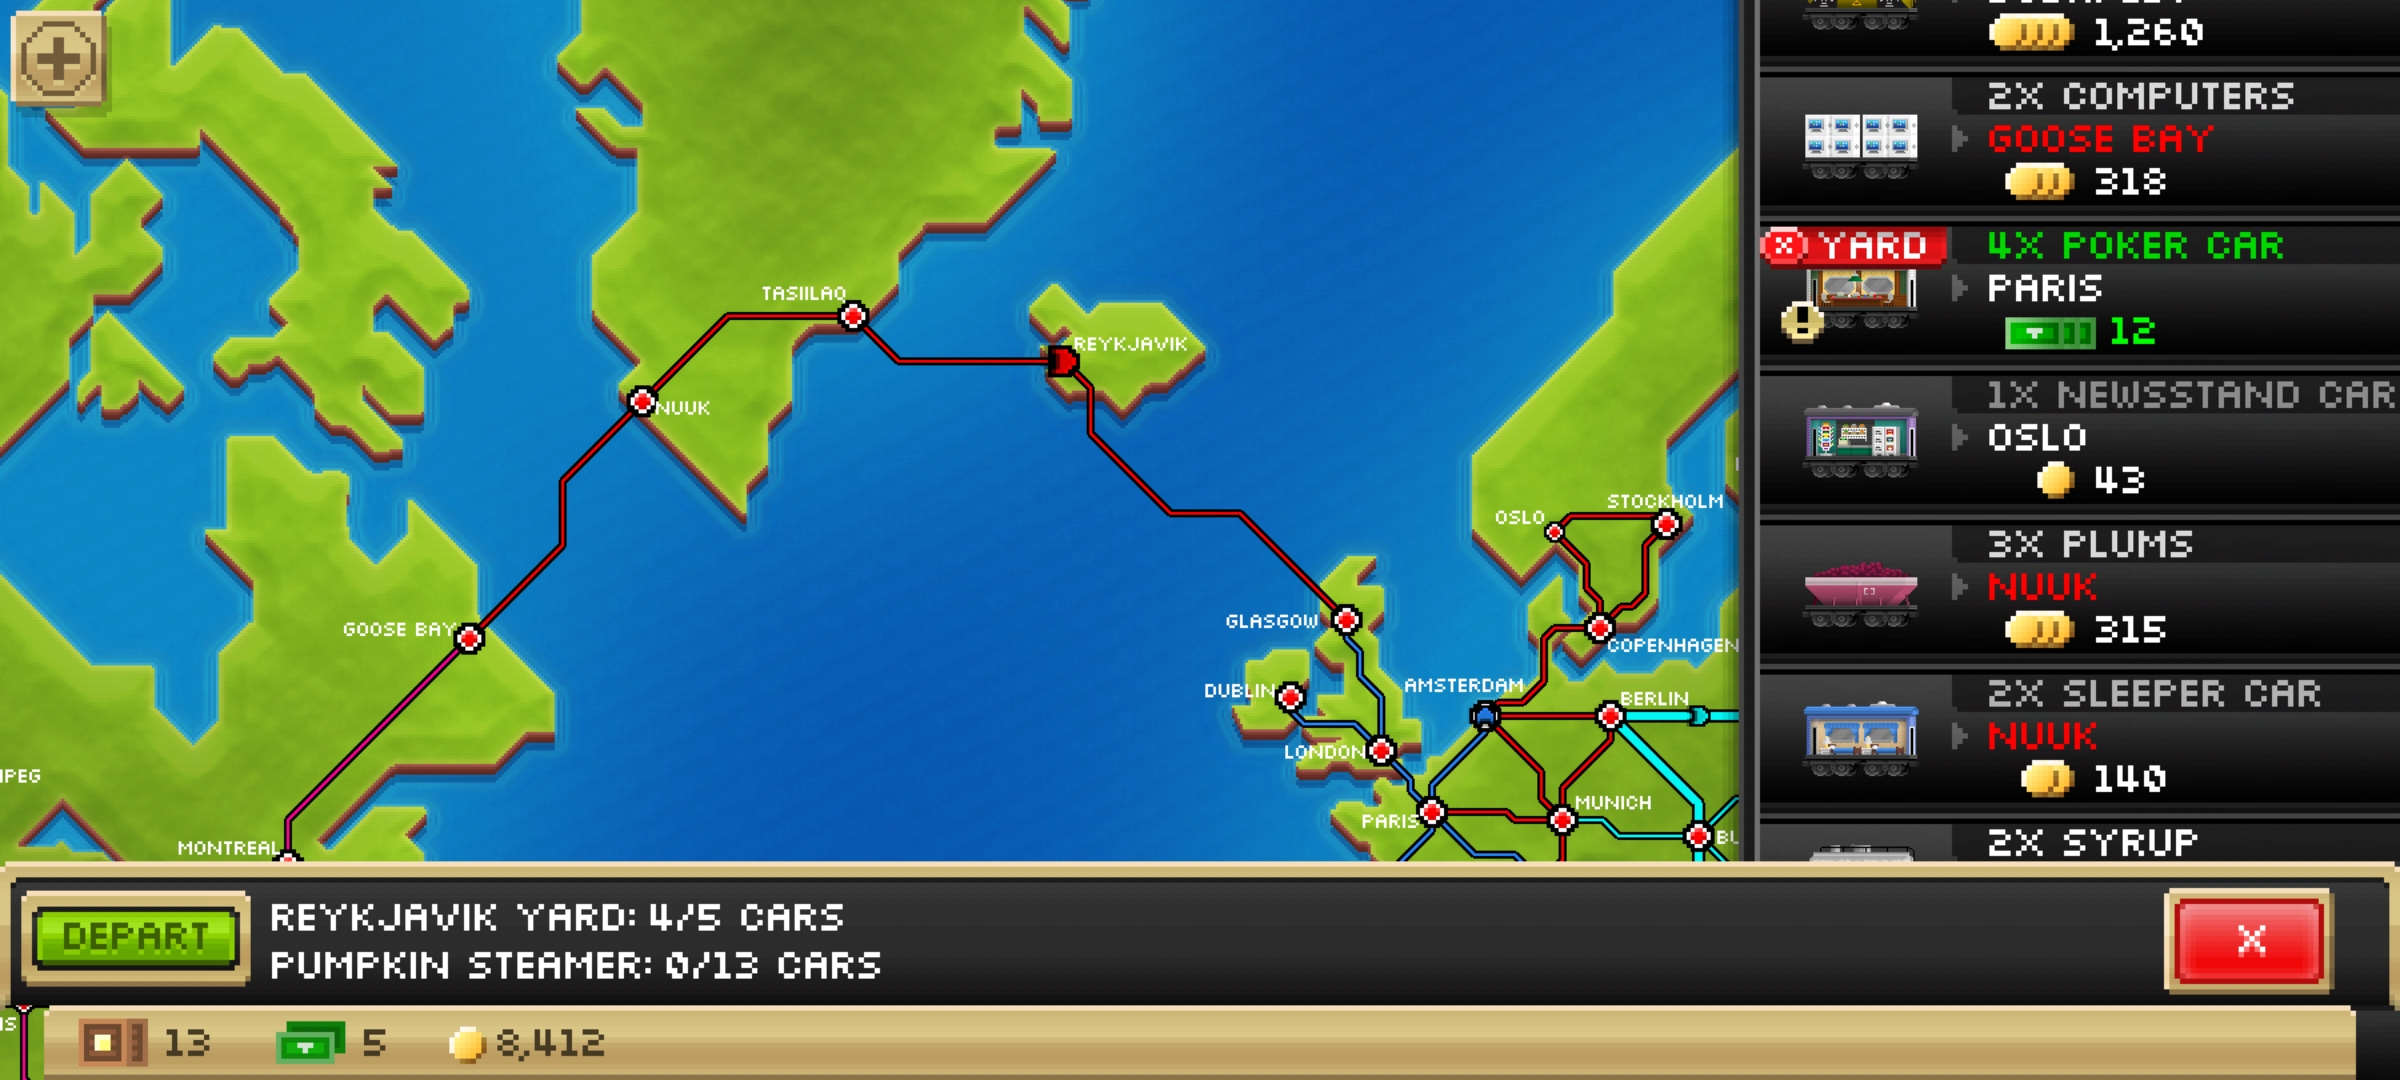 1,260
2X COMPUTERS
GOOSE BAY
318
YARD
4X POKER CAR
PARIS
12
1X NEWSSTAND CAR
OSLO
43
3X PLUMS
NUUK
315
2X SLEEPER CAR
NUUK
140
2X SYRUP
TASIILAQ
REYKJAVIK
NUUK
STOCKHOLM
OSLO
GLASGOW
GOOSE BAY
COPENHAGEN
AMSTERDAM
DUBLIN
BERLIN
LONDON
IPEG
MUNICH
PARIS
BU
MONTREAL
DEPART
REYKJAVIK YARD: 4/5 CARS
PUMPKIN STEAMER: 0/13 CARS
X
IS
13
5
8,412